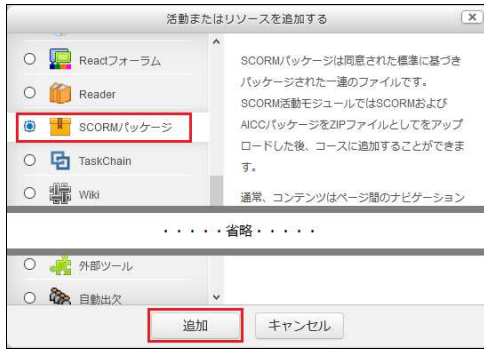 活動またはリソースを追加する
Reactフォーラム
Reader
SCORMパッケージ
TaskChain
Wiki
SCORMパッケージは同意された標準に基づき
パッケージされた一連のファイルです。
SCORM活動モジュールではSCORMおよび
AICCパッケージをZIPファイルとしてをアップ
ロードした後、コースに追加することができま
す。
通常、コンテンツはページ間のナビゲーション
・・・・・省略・・・・・
外部ツール
自動出欠
追加
キャンセル